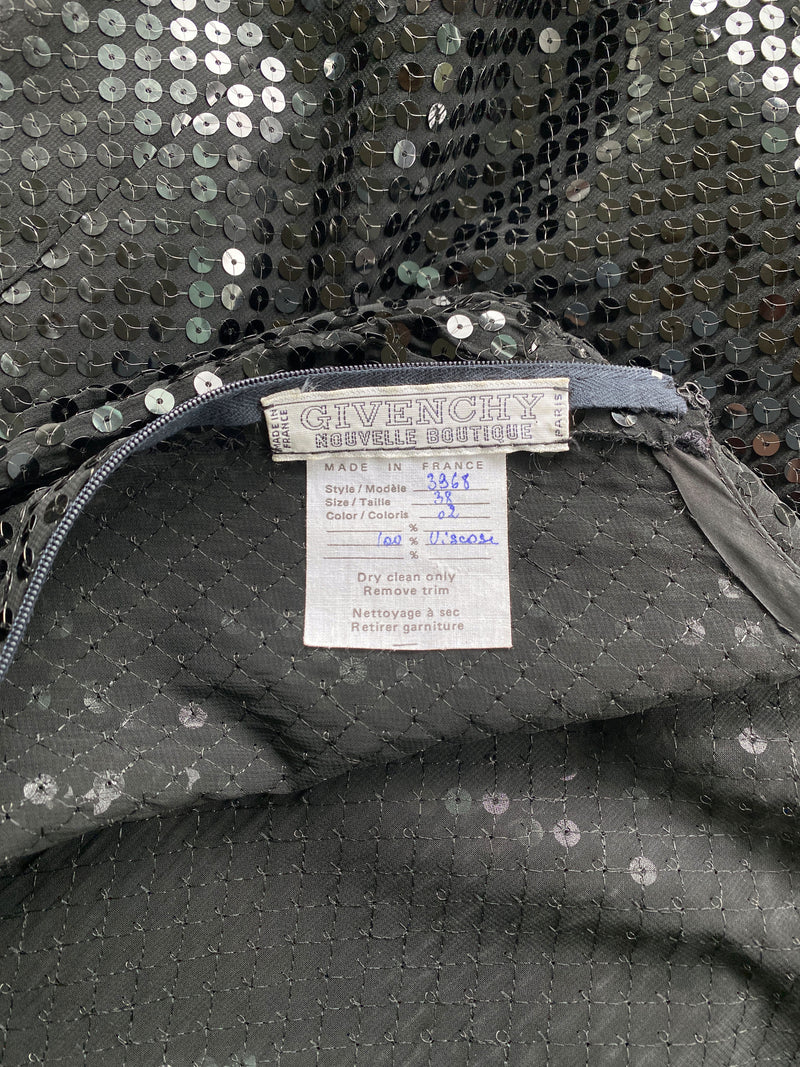 MADE IN
FRANCE
GIVENCHY
NOUVELLE BOUTIQUE
PARIS
MADE IN FRANCE
Style / Modèle 3968
Size / Taille 38
Color / Coloris 02
%
100 % Viscose
%
Dry clean only
Remove trim
Nettoyage à sec
Retirer garniture